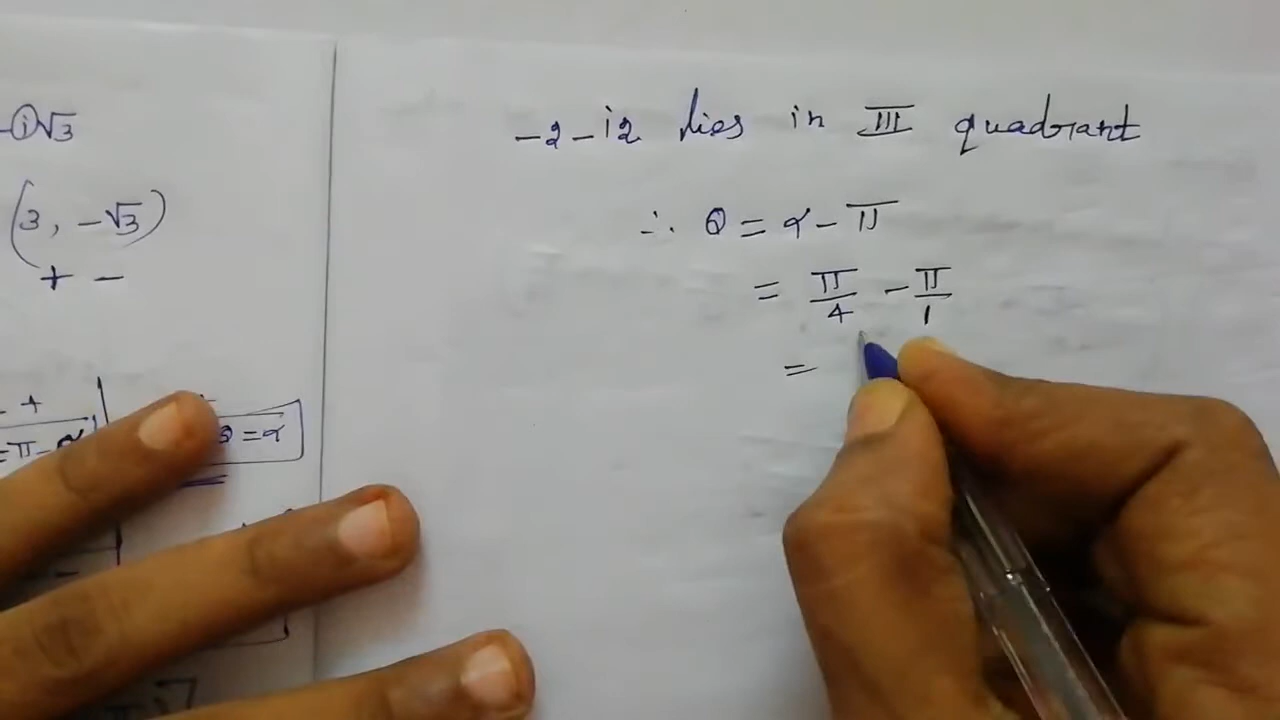 -ⓘ√3
(3, -√3)
+ -
- +
=π-α
θ=α
-2-i2 lies in III quadrant
∴ θ = α - π
= π/4 - π/1
=